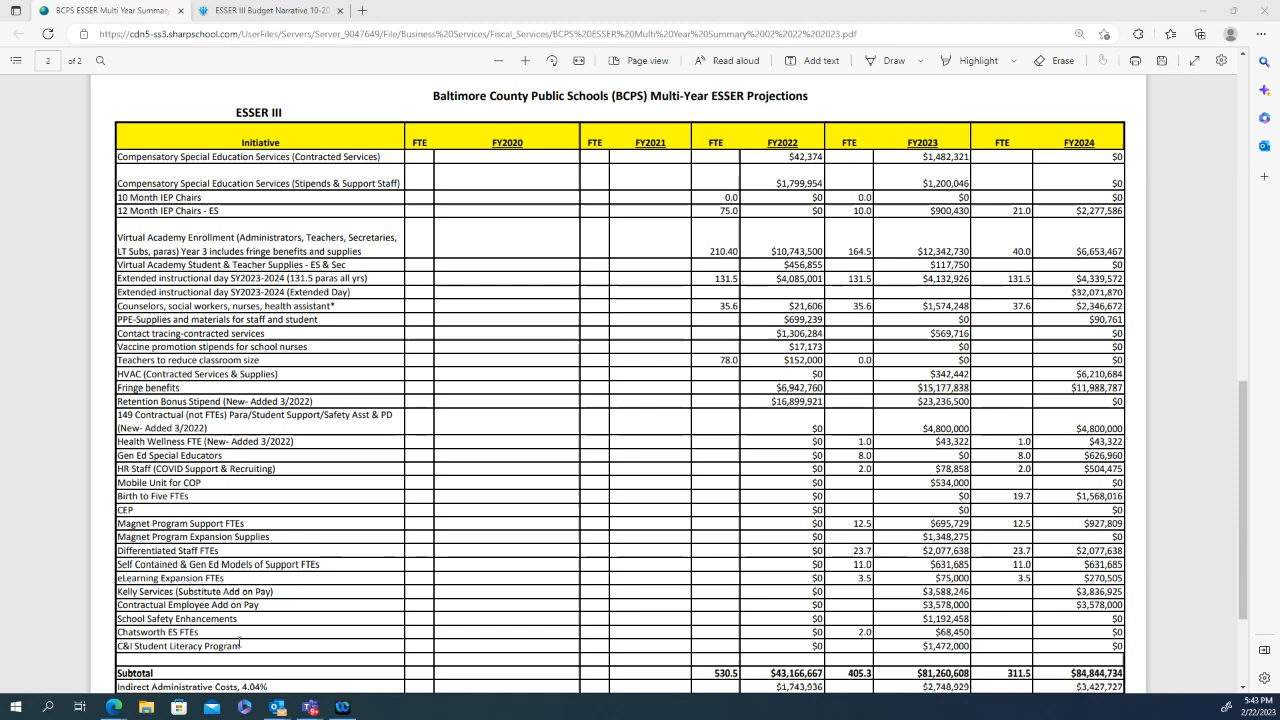 BCPS ESSER Multi Year Summary
ESSER III Budget Narrative 10-20
https://cdn5-ss3.sharpschool.com/UserFiles/Servers/Server_9047649/File/Business%20Services/Fiscal_Services/BCPS%20ESSER%20Multi%20Year%20Summary%2002%2022%202023.pdf
2 of 2 Page view Read aloud Add text Draw Highlight Erase
Baltimore County Public Schools (BCPS) Multi-Year ESSER Projections
ESSER III
Initiative FTE FY2020 FTE FY2021 FTE FY2022 FTE FY2023 FTE FY2024
Compensatory Special Education Services (Contracted Services) $42,374 $1,482,321 $0
Compensatory Special Education Services (Stipends & Support Staff) $1,799,954 $1,200,046 $0
10 Month IEP Chairs 0.0 $0 0.0 $0 $0
12 Month IEP Chairs - ES 75.0 $0 10.0 $900,430 21.0 $2,277,586
Virtual Academy Enrollment (Administrators, Teachers, Secretaries,
LT Subs, paras) Year 3 includes fringe benefits and supplies 210.40 $10,743,500 164.5 $12,342,730 40.0 $6,653,467
Virtual Academy Student & Teacher Supplies - ES & Sec $456,855 $117,750 $0
Extended instructional day SY2023-2024 (131.5 paras all yrs) 131.5 $4,085,001 131.5 $4,132,926 131.5 $4,339,572
Extended instructional day SY2023-2024 (Extended Day) $32,071,870
Counselors, social workers, nurses, health assistant* 35.6 $21,606 35.6 $1,574,248 37.6 $2,346,672
PPE-Supplies and materials for staff and student $699,239 $0 $90,761
Contact tracing-contracted services $1,306,284 $569,716 $0
Vaccine promotion stipends for school nurses $17,173 $0 $0
Teachers to reduce classroom size 78.0 $152,000 0.0 $0 $0
HVAC (Contracted Services & Supplies) $0 $342,442 $6,210,684
Fringe benefits $6,942,760 $15,177,838 $11,988,787
Retention Bonus Stipend (New- Added 3/2022) $16,899,921 $23,236,500 $0
149 Contractual (not FTEs) Para/Student Support/Safety Asst & PD
(New- Added 3/2022) $0 $4,800,000 $4,800,000
Health Wellness FTE (New- Added 3/2022) $0 1.0 $43,322 1.0 $43,322
Gen Ed Special Educators $0 8.0 $0 8.0 $626,960
HR Staff (COVID Support & Recruiting) $0 2.0 $78,858 2.0 $504,475
Mobile Unit for COP $0 $534,000 $0
Birth to Five FTEs $0 $0 19.7 $1,568,016
CEP $0 $0 $0
Magnet Program Support FTEs $0 12.5 $695,729 12.5 $927,809
Magnet Program Expansion Supplies $0 $1,348,275 $0
Differentiated Staff FTEs $0 23.7 $2,077,638 23.7 $2,077,638
Self Contained & Gen Ed Models of Support FTEs $0 11.0 $631,685 11.0 $631,685
eLearning Expansion FTEs $0 3.5 $75,000 3.5 $270,505
Kelly Services (Substitute Add on Pay) $0 $3,588,246 $3,836,925
Contractual Employee Add on Pay $0 $3,578,000 $3,578,000
School Safety Enhancements $0 $1,192,458 $0
Chatsworth ES FTEs $0 2.0 $68,450 $0
C&I Student Literacy Program $0 $1,472,000 $0
Subtotal 530.5 $43,166,667 405.3 $81,260,608 311.5 $84,844,734
Indirect Administrative Costs, 4.04% $1,743,936 $2,748,929 $3,427,727
5:43 PM
2/22/2023